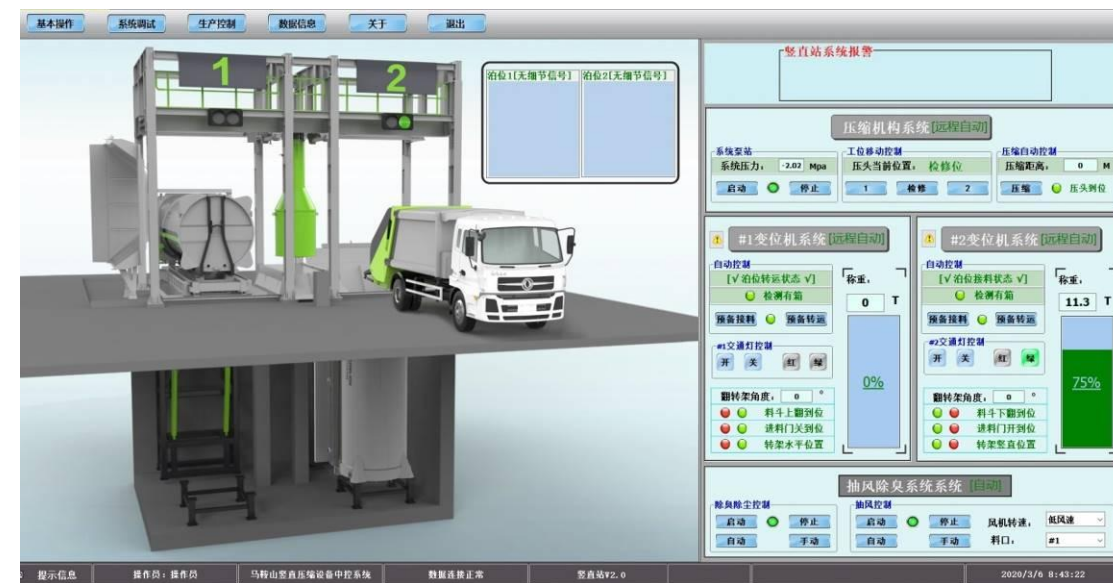 基本操作 系统调试 生产控制 数据信息 关于 退出
1
2
泊位1[无细节信号] 泊位2[无细节信号]
竖直站系统报警
压缩机构系统[远程自动]
系统泵站 工位移动控制 压缩自动控制
系统压力: -2.02 Mpa 压头当前位置: 检修位 压缩距离: 0 M
启动 停止 1 检修 2 压缩 压头到位
#1变位机系统[远程自动]
自动控制
[√泊位转运状态 √] 称重:
检测有箱 0 T
预备接料 预备转运
#1交通灯控制
开 关 红 绿
0%
翻转架角度: 0 °
料斗上翻到位
进料门关到位
转架水平位置
#2变位机系统[远程自动]
自动控制
[√泊位接料状态 √] 称重:
检测有箱 11.3 T
预备接料 预备转运
#2交通灯控制
开 关 红 绿
75%
翻转架角度: 0 °
料斗下翻到位
进料门开到位
转架竖直位置
抽风除臭系统系统 [自动]
除臭除尘控制 抽风控制
启动 停止 启动 停止 风机转速: 低风速
自动 手动 自动 手动 料口: #1
提示信息 操作员: 操作员 马鞍山竖直压缩设备中控系统 数据连接正常 竖直站V2.0 2020/3/6 8:43:22